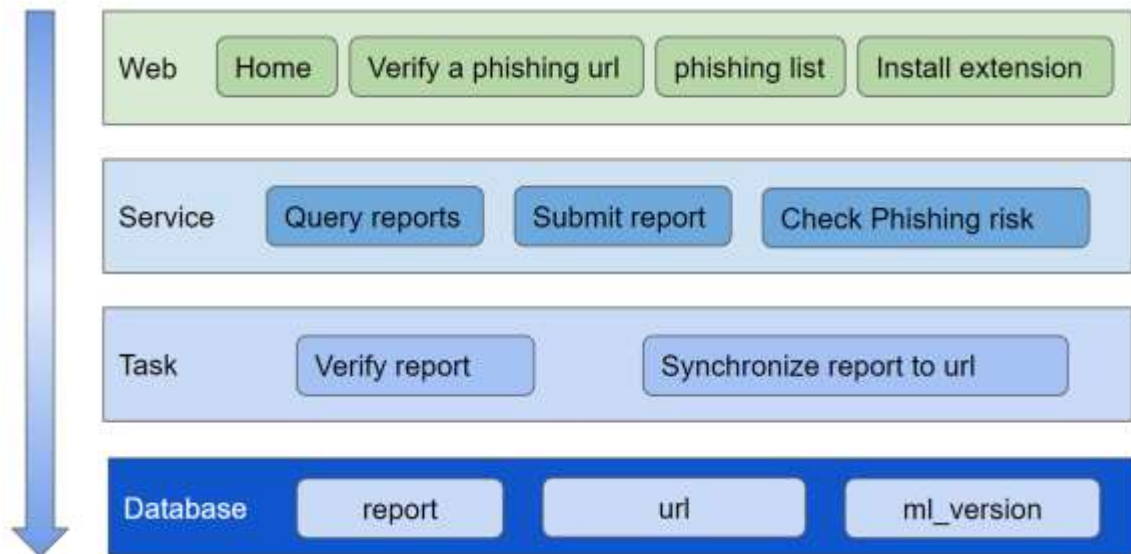 Web Home Verify a phishing url phishing list Install extension
Service Query reports Submit report Check Phishing risk
Task Verify report Synchronize report to url
Database report url ml_version